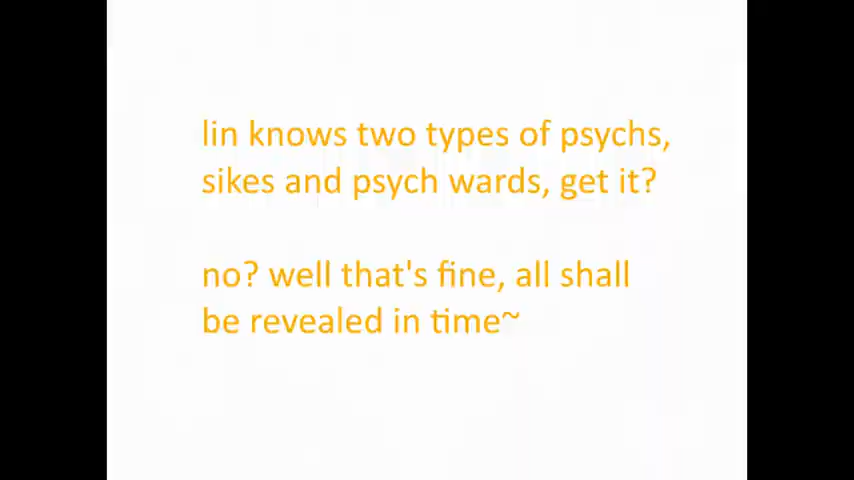 lin knows two types of psychs,
sikes and psych wards, get it?
no? well that's fine, all shall
be revealed in time~